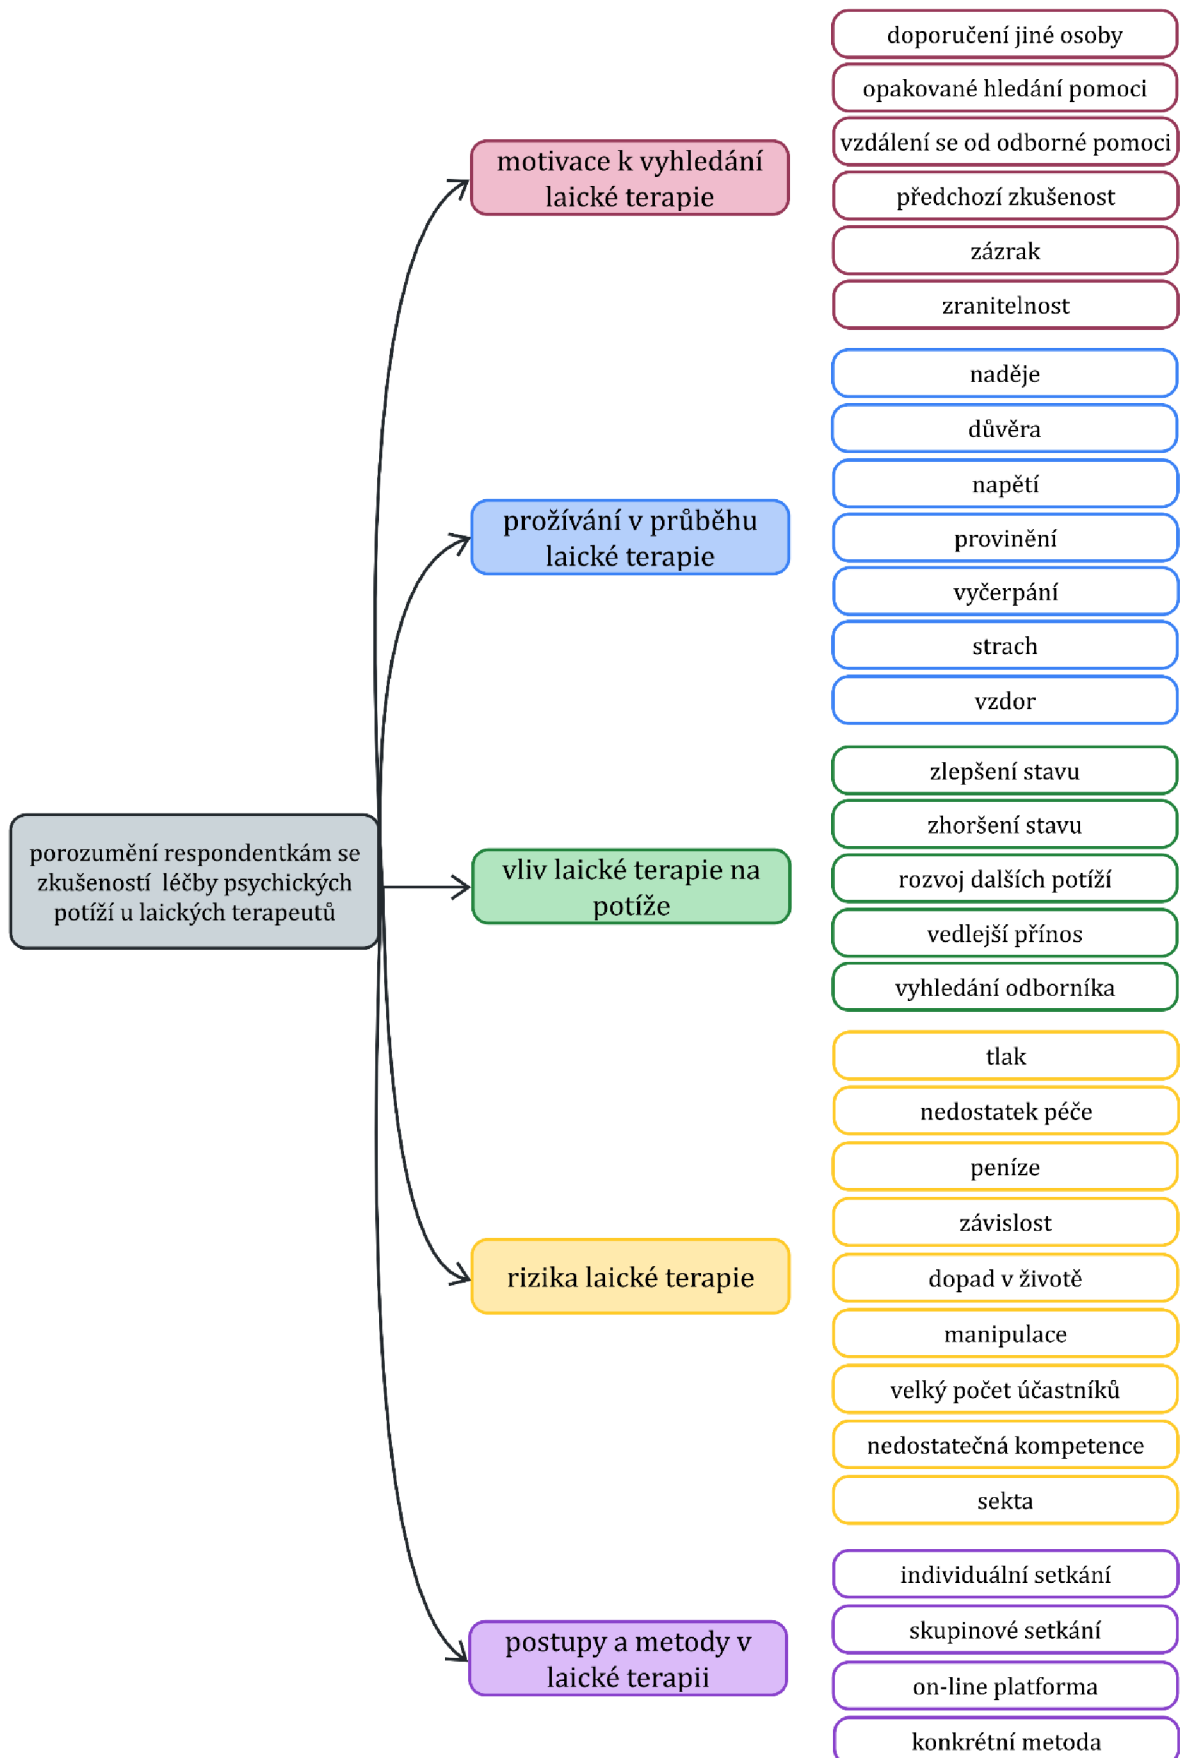 doporučení jiné osoby
opakované hledání pomoci
vzdálení se od odborné pomoci
předchozí zkušenost
zázrak
zranitelnost
motivace k vyhledání
laické terapie
naděje
důvěra
napětí
provinění
vyčerpání
strach
vzdor
prožívání v průběhu
laické terapie
zlepšení stavu
zhoršení stavu
rozvoj dalších potíží
vedlejší přínos
vyhledání odborníka
vliv laické terapie na
potíže
porozumění respondentkám se
zkušeností léčby psychických
potíží u laických terapeutů
tlak
nedostatek péče
peníze
závislost
dopad v životě
manipulace
velký počet účastníků
nedostatečná kompetence
sekta
rizika laické terapie
individuální setkání
skupinové setkání
on-line platforma
konkrétní metoda
postupy a metody v
laické terapii